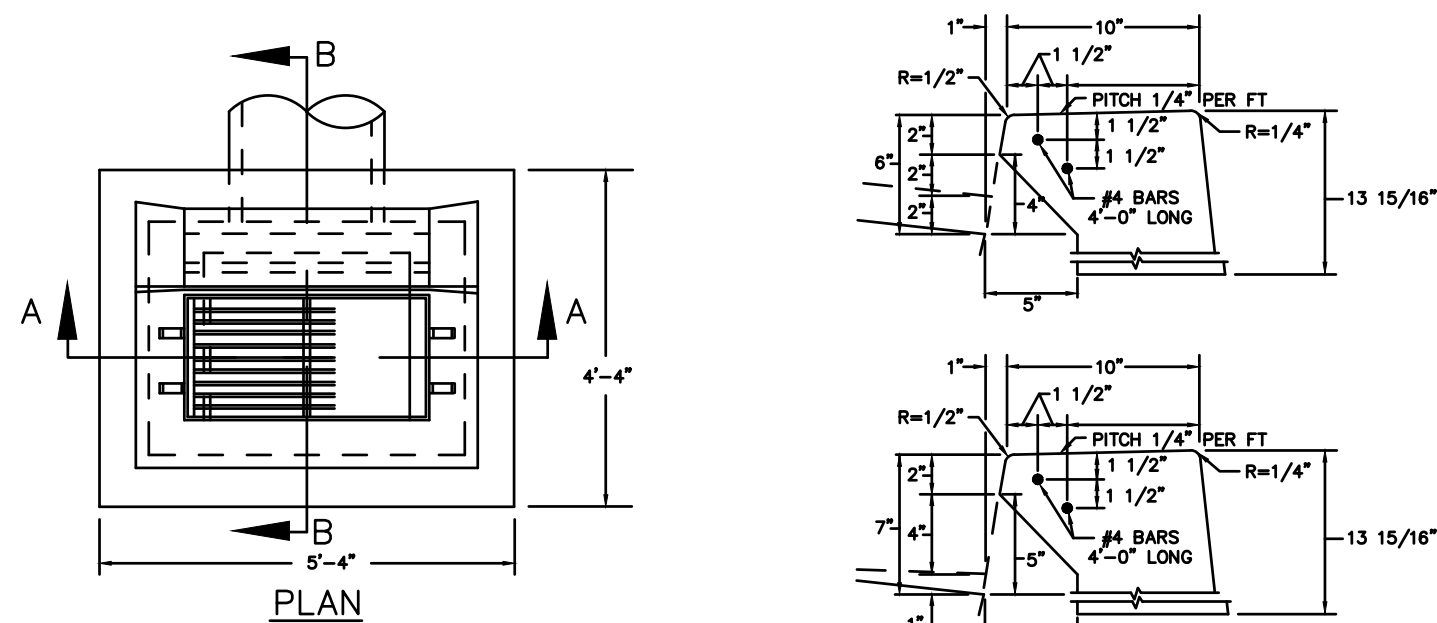 B
A
A
4'-4"
B
5'-4"
PLAN
1"
10"
1 1/2"
R=1/2"
PITCH 1/4" PER FT
2"
1 1/2"
R=1/4"
6"
2"
1 1/2"
4"
#4 BARS
4'-0" LONG
13 15/16"
2"
5"
1"
10"
1 1/2"
R=1/2"
PITCH 1/4" PER FT
2"
1 1/2"
R=1/4"
1 1/2"
7"
4"
5"
#4 BARS
4'-0" LONG
13 15/16"
1"